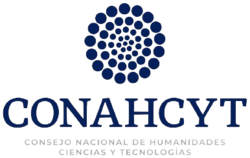 CONAHCYT
CONSEJO NACIONAL DE HUMANIDADES
CIENCIAS Y TECNOLOGÍAS